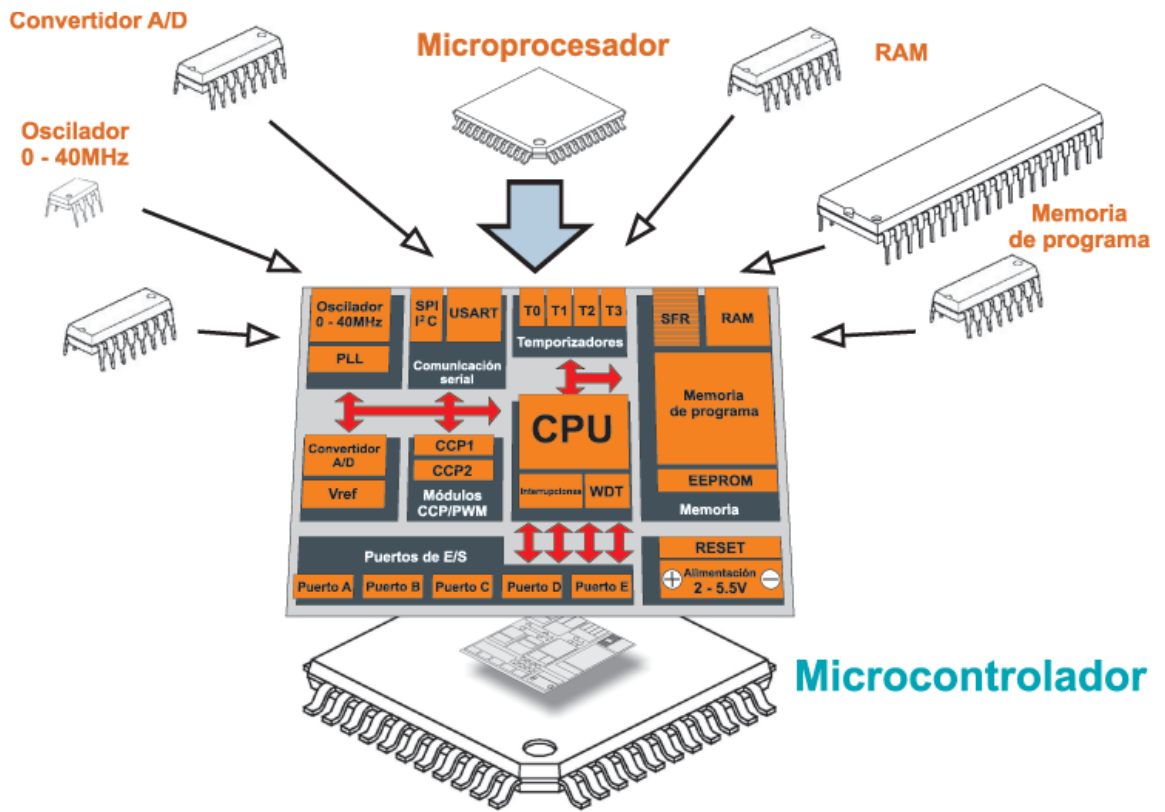 Convertidor A/D
Microprocesador
RAM
Oscilador
0 - 40MHz
Memoria
de programa
Oscilador
0 - 40MHz
PLL
SPI
I²C
USART
Comunicación
serial
T0 T1 T2 T3
Temporizadores
SFR
RAM
Memoria
de programa
EEPROM
Memoria
CPU
Interrupciones
WDT
Convertidor
A/D
Vref
CCP1
CCP2
Módulos
CCP/PWM
Puertos de E/S
Puerto A Puerto B Puerto C Puerto D Puerto E
RESET
+ Alimentación -
2 - 5.5V
Microcontrolador